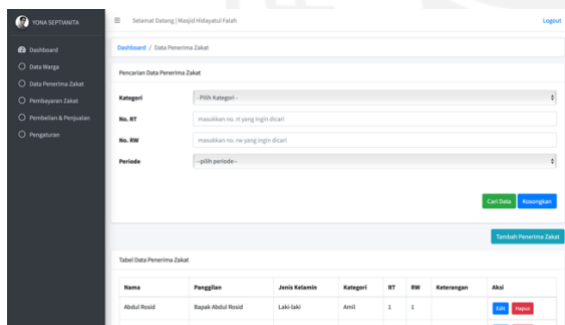 YONA SEPTIANITA
Selamat Datang | Masjid Hidayatul Falah
Logout
Dashboard
Data Warga
Data Penerima Zakat
Pembayaran Zakat
Pembelian & Penjualan
Pengaturan
Dashboard / Data Penerima Zakat
Pencarian Data Penerima Zakat
Kategori
- Pilih Kategori -
No. RT
masukkan no. rt yang ingin dicari
No. RW
masukkan no. rw yang ingin dicari
Periode
--pilih periode--
Cari Data
Kosongkan
Tambah Penerima Zakat
Tabel Data Penerima Zakat
Nama Panggilan Jenis Kelamin Kategori RT RW Keterangan Aksi
Abdul Rosid Bapak Abdul Rosid Laki-laki Amil 1 1 Edit Hapus